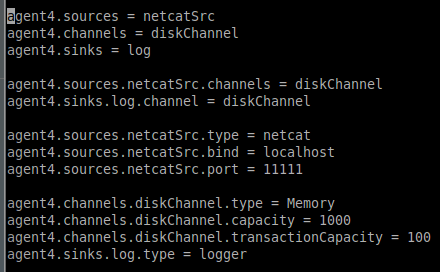 agent4.sources = netcatSrc
agent4.channels = diskChannel
agent4.sinks = log
agent4.sources.netcatSrc.channels = diskChannel
agent4.sinks.log.channel = diskChannel
agent4.sources.netcatSrc.type = netcat
agent4.sources.netcatSrc.bind = localhost
agent4.sources.netcatSrc.port = 11111
agent4.channels.diskChannel.type = Memory
agent4.channels.diskChannel.capacity = 1000
agent4.channels.diskChannel.transactionCapacity = 100
agent4.sinks.log.type = logger